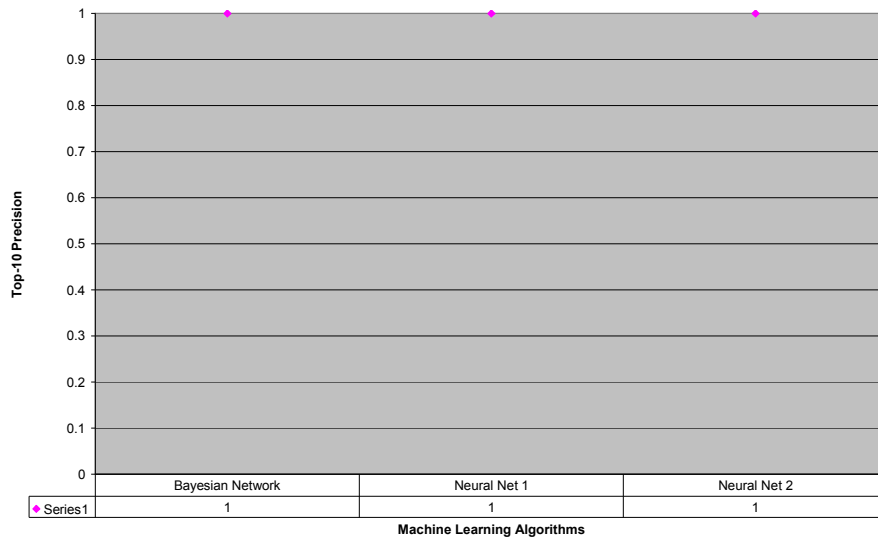 1
0.9
0.8
0.7
0.6
0.5
0.4
0.3
0.2
0.1
0
Top-10 Precision
Bayesian Network Neural Net 1 Neural Net 2
Series1 1 1 1
Machine Learning Algorithms